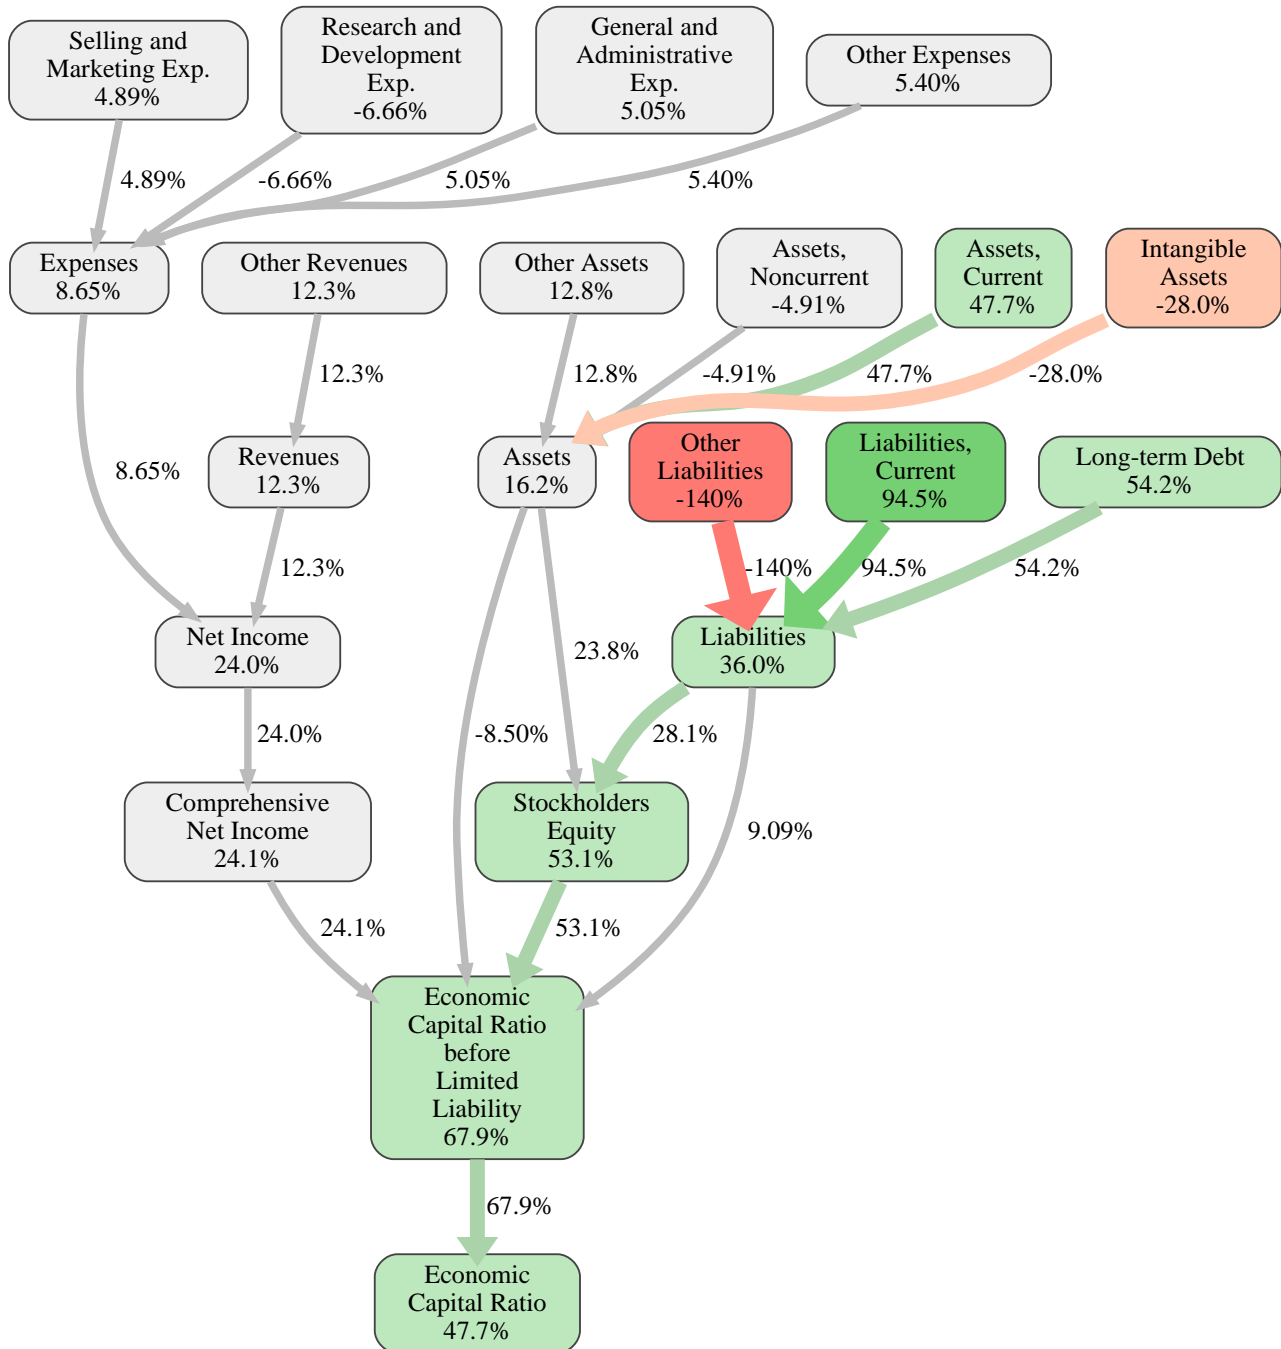 Selling and
Marketing Exp.
4.89%
Research and
Development
Exp.
-6.66%
General and
Administrative
Exp.
5.05%
Other Expenses
5.40%
4.89%
-6.66%
5.05%
5.40%
Expenses
8.65%
Other Revenues
12.3%
Other Assets
12.8%
Assets,
Noncurrent
-4.91%
Assets,
Current
47.7%
Intangible
Assets
-28.0%
12.3%
12.8%
-4.91%
47.7%
-28.0%
8.65%
Revenues
12.3%
Assets
16.2%
Other
Liabilities
-140%
Liabilities,
Current
94.5%
Long-term Debt
54.2%
12.3%
-140%
94.5%
54.2%
Net Income
24.0%
23.8%
Liabilities
36.0%
24.0%
-8.50%
28.1%
Comprehensive
Net Income
24.1%
Stockholders
Equity
53.1%
9.09%
24.1%
53.1%
Economic
Capital Ratio
before
Limited
Liability
67.9%
67.9%
Economic
Capital Ratio
47.7%